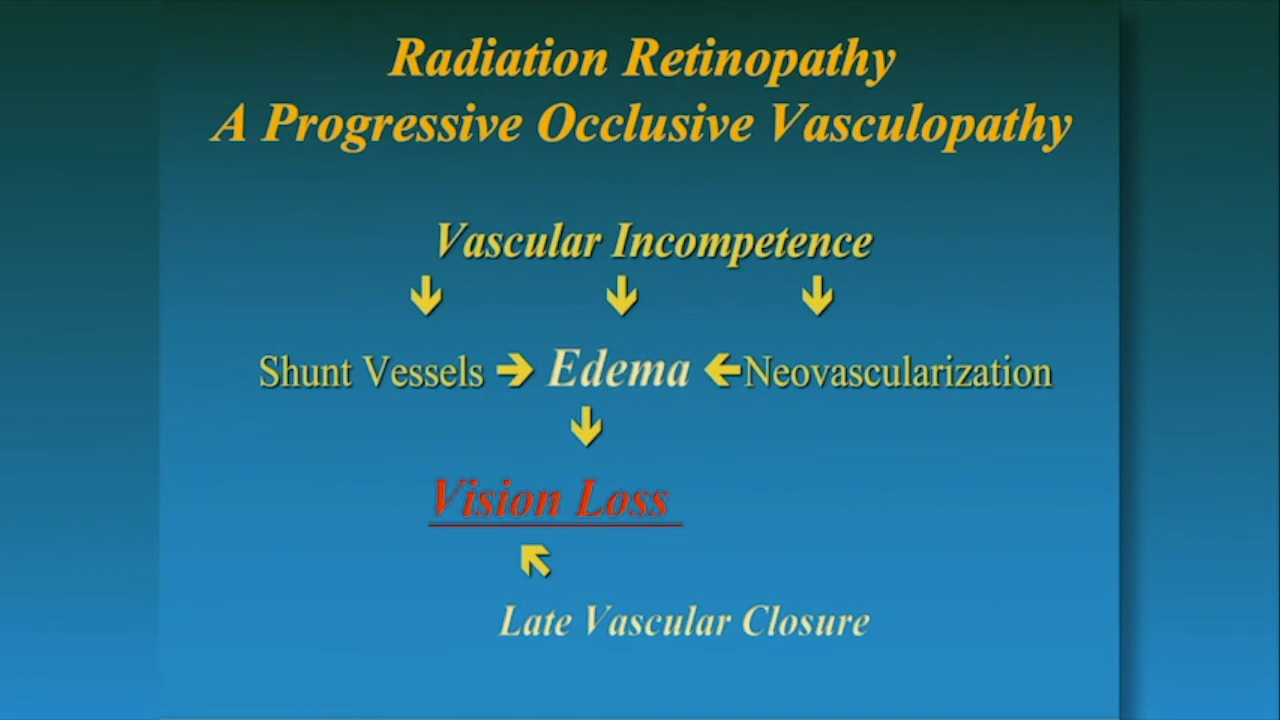 Radiation Retinopathy
A Progressive Occlusive Vasculopathy
Vascular Incompetence
Shunt Vessels → Edema ← Neovascularization
Vision Loss
Late Vascular Closure